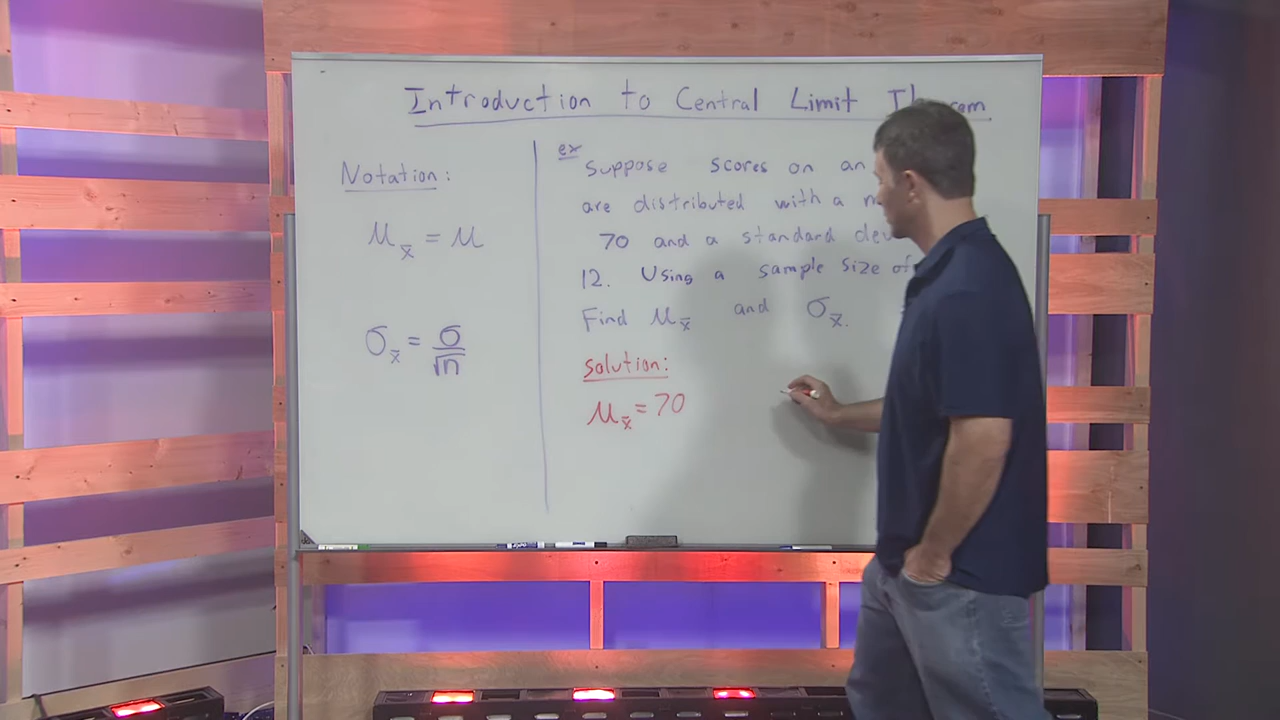 Introduction to Central Limit
Notation:
μx̄ = μ
σx̄ = σ/√n
ex
Suppose scores on an
are distributed with a
70 and a standard
12. Using a sample size of
Find μx̄ and σx̄.
solution:
μx̄ = 70